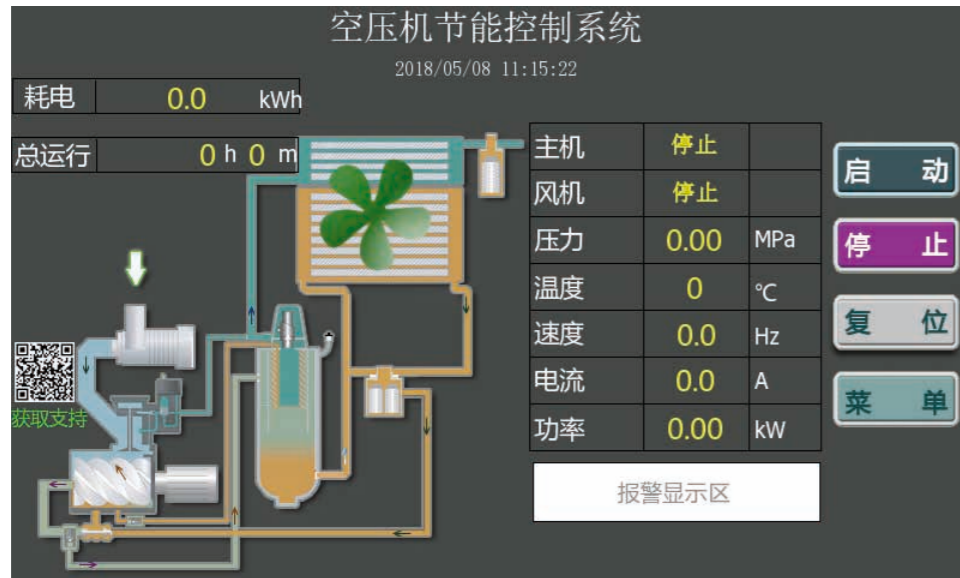 空压机节能控制系统
2018/05/08 11:15:22
耗电 0.0 kWh
总运行 0 h 0 m
主机 停止
风机 停止
压力 0.00 MPa
温度 0 ℃
速度 0.0 Hz
电流 0.0 A
功率 0.00 kW
报警显示区
启 动
停 止
复 位
菜 单
获取支持